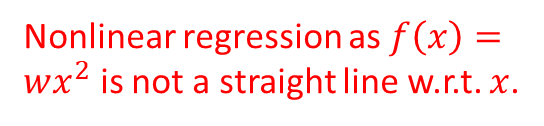 Nonlinear regression as f(x) =
wx² is not a straight line w.r.t. x.